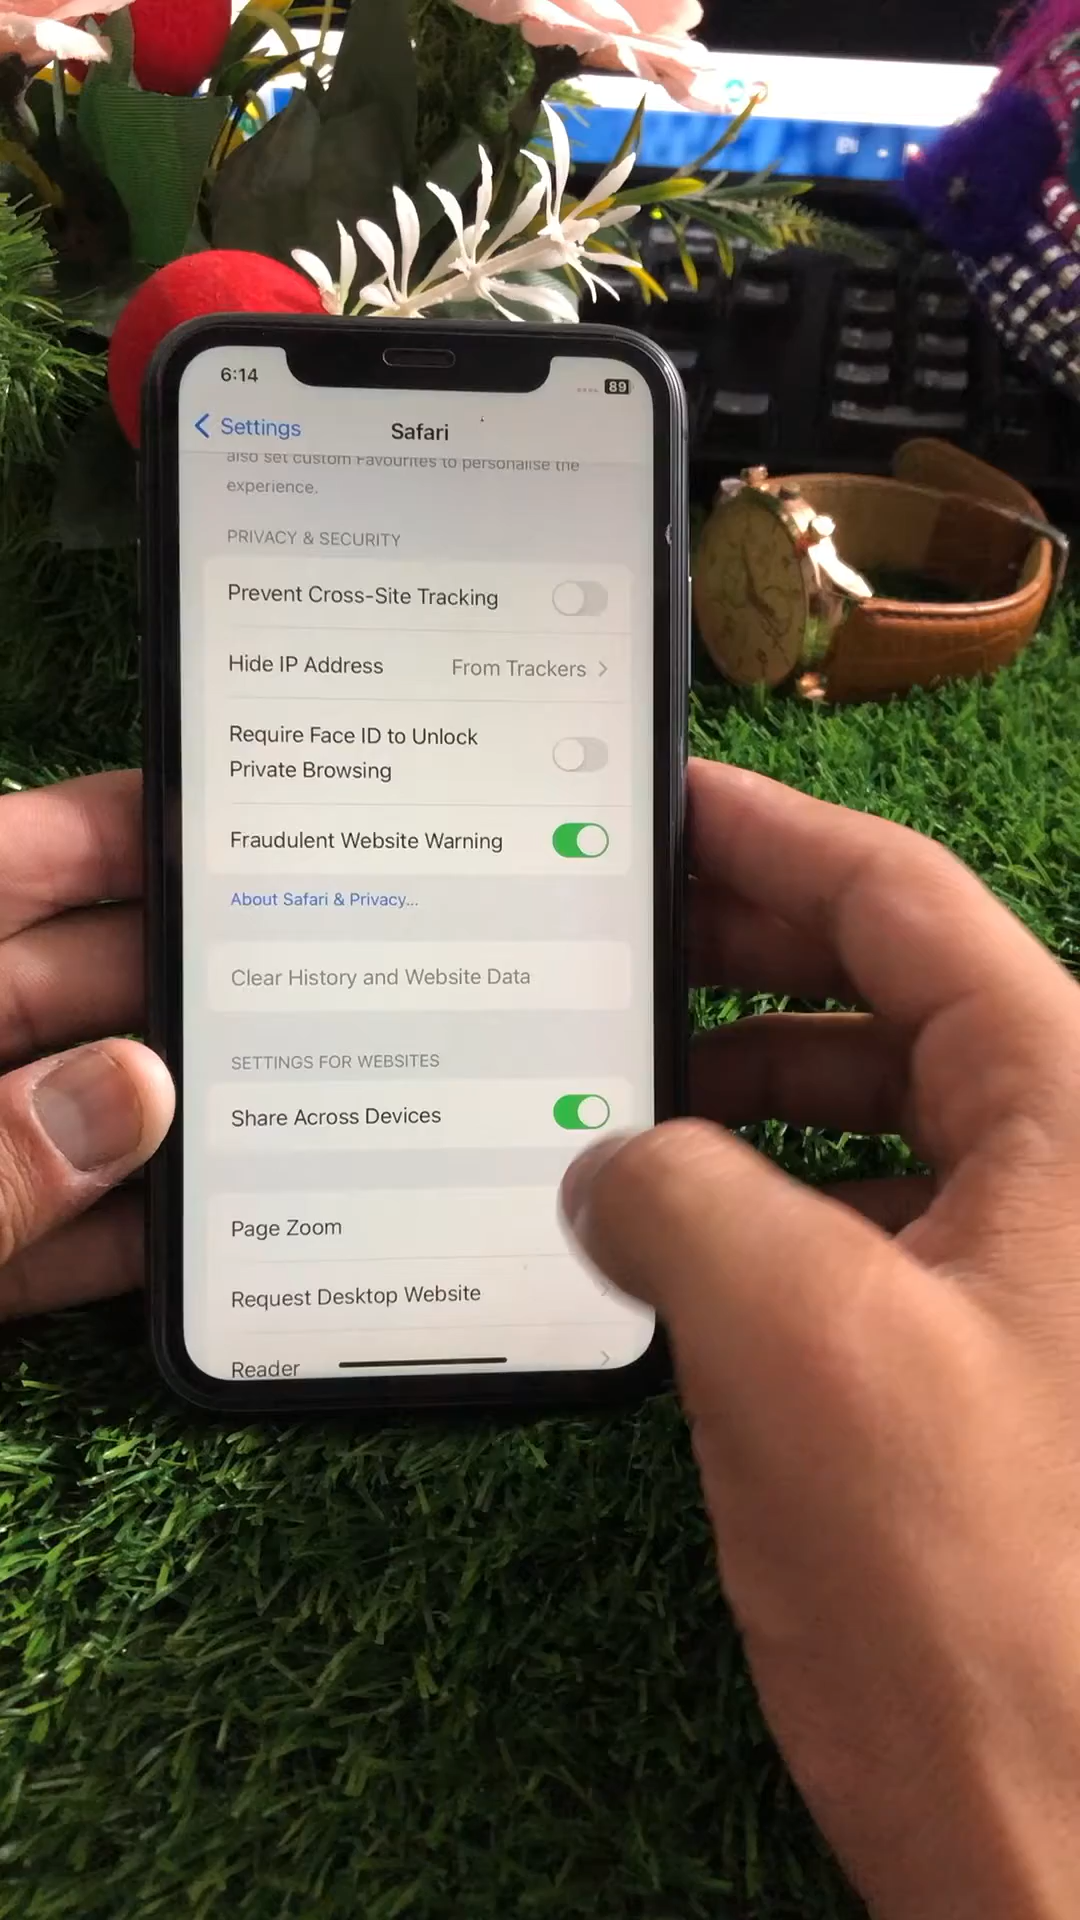 6:14
89
Settings
Safari
also set custom Favourites to personalise the
experience.
PRIVACY & SECURITY
Prevent Cross-Site Tracking
Hide IP Address From Trackers
Require Face ID to Unlock
Private Browsing
Fraudulent Website Warning
About Safari & Privacy...
Clear History and Website Data
SETTINGS FOR WEBSITES
Share Across Devices
Page Zoom
Request Desktop Website
Reader